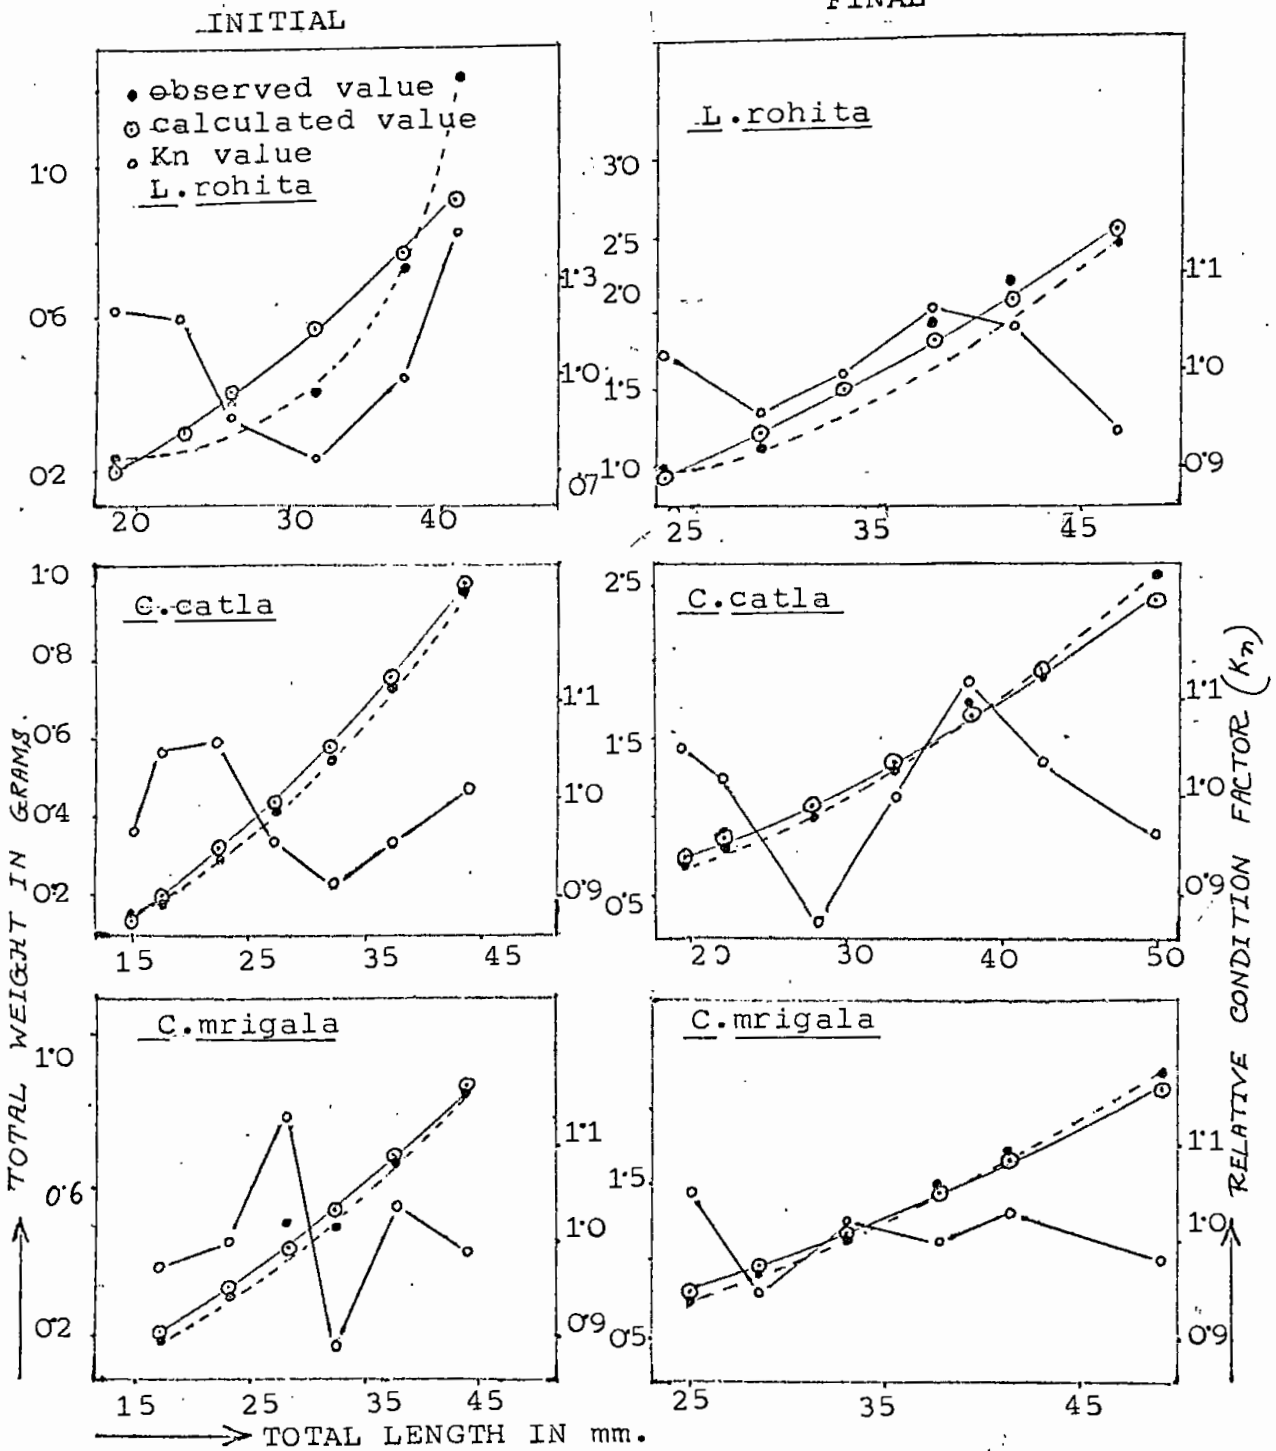 INITIAL
FINAL
observed value
calculated value
Kn value
L.rohita
1·0
0·6
0·2
1·3
1·0
0·7
20 30 40
L.rohita
3·0
2·5
2·0
1·5
1·0
1·1
1·0
0·9
25 35 45
C.catla
1·0
0·8
0·6
0·4
0·2
1·1
1·0
0·9
15 25 35 45
C.catla
2·5
1·5
0·5
1·1
1·0
0·9
20 30 40 50
C.mrigala
1·0
0·6
0·2
1·1
1·0
0·9
15 25 35 45
C.mrigala
1·5
0·5
1·1
1·0
0·9
25 35 45
TOTAL WEIGHT IN GRAMS.
RELATIVE CONDITION FACTOR (Kn)
TOTAL LENGTH IN mm.